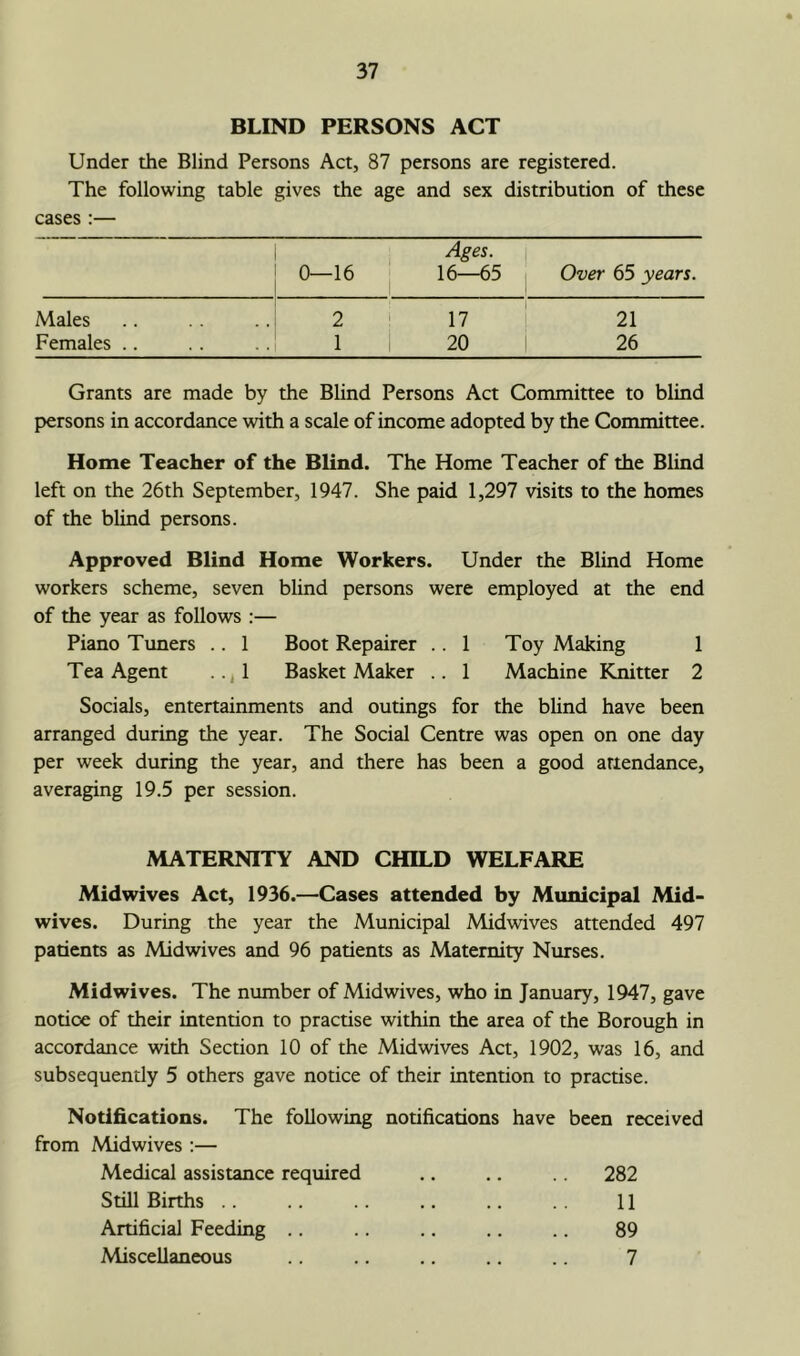 37
BLIND PERSONS ACT
Under the Blind Persons Act, 87 persons are registered.
The following table gives the age and sex distribution of these
cases :—
Ages.
0—16 16—65 Over 65 years.
Males .. .. .. 2 17 21
Females .. .. .. 1 20 26
Grants are made by the Blind Persons Act Committee to blind
persons in accordance with a scale of income adopted by the Committee.
Home Teacher of the Blind. The Home Teacher of the Blind
left on the 26th September, 1947. She paid 1,297 visits to the homes
of the blind persons.
Approved Blind Home Workers. Under the Blind Home
workers scheme, seven blind persons were employed at the end
of the year as follows :—
Piano Tuners .. 1 Boot Repairer .. 1 Toy Making 1
Tea Agent .. 1 Basket Maker .. 1 Machine Knitter 2
Socials, entertainments and outings for the blind have been
arranged during the year. The Social Centre was open on one day
per week during the year, and there has been a good attendance,
averaging 19.5 per session.
MATERNITY AND CHILD WELFARE
Midwives Act, 1936.—Cases attended by Municipal Mid-
wives. During the year the Municipal Midwives attended 497
patients as Midwives and 96 patients as Maternity Nurses.
Midwives. The number of Midwives, who in January, 1947, gave
notice of their intention to practise within the area of the Borough in
accordance with Section 10 of the Midwives Act, 1902, was 16, and
subsequently 5 others gave notice of their intention to practise.
Notifications. The following notifications have been received
from Midwives :—
Medical assistance required .. .. .. 282
Still Births .. .. .. .. .. .. 11
Artificial Feeding .. .. .. .. .. 89
Miscellaneous .. .. .. .. .. 7